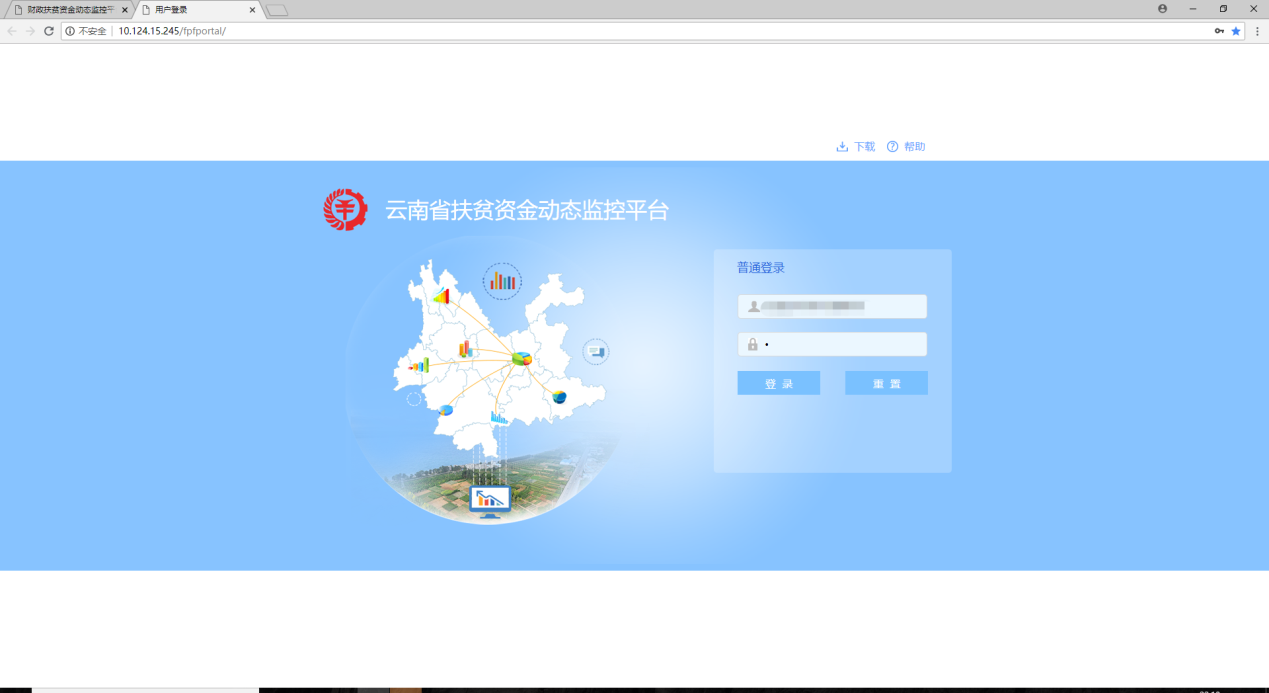 财政扶贫资金动态监控平
用户登录
不安全
10.124.15.245/fpfportal/
下载
帮助
云南省扶贫资金动态监控平台
普通登录
登 录
重 置